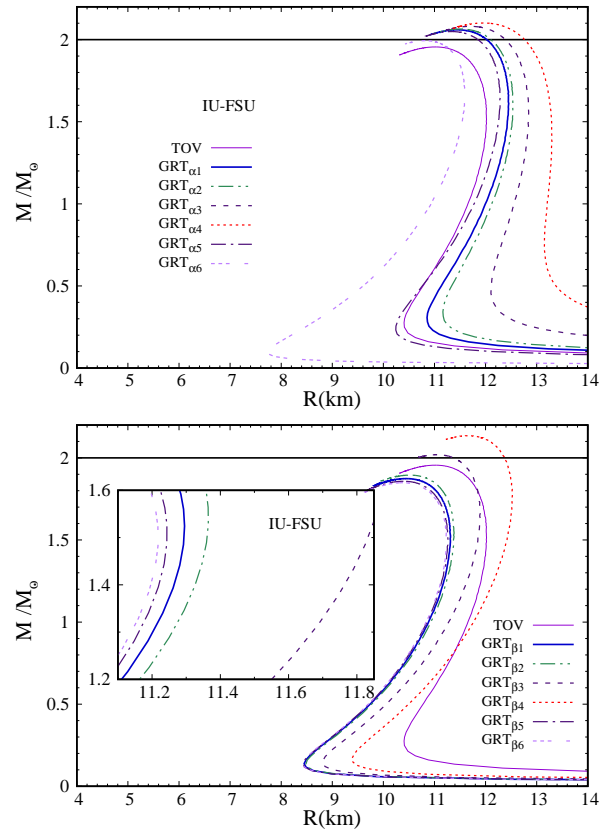 2
1.5
1
0.5
0
M /M⊙
IU-FSU
TOV
GRTα1
GRTα2
GRTα3
GRTα4
GRTα5
GRTα6
4 5 6 7 8 9 10 11 12 13 14
R(km)
2
1.5
1
0.5
0
M /M⊙
1.6
1.4
1.2
IU-FSU
11.2 11.4 11.6 11.8
TOV
GRTβ1
GRTβ2
GRTβ3
GRTβ4
GRTβ5
GRTβ6
4 5 6 7 8 9 10 11 12 13 14
R(km)